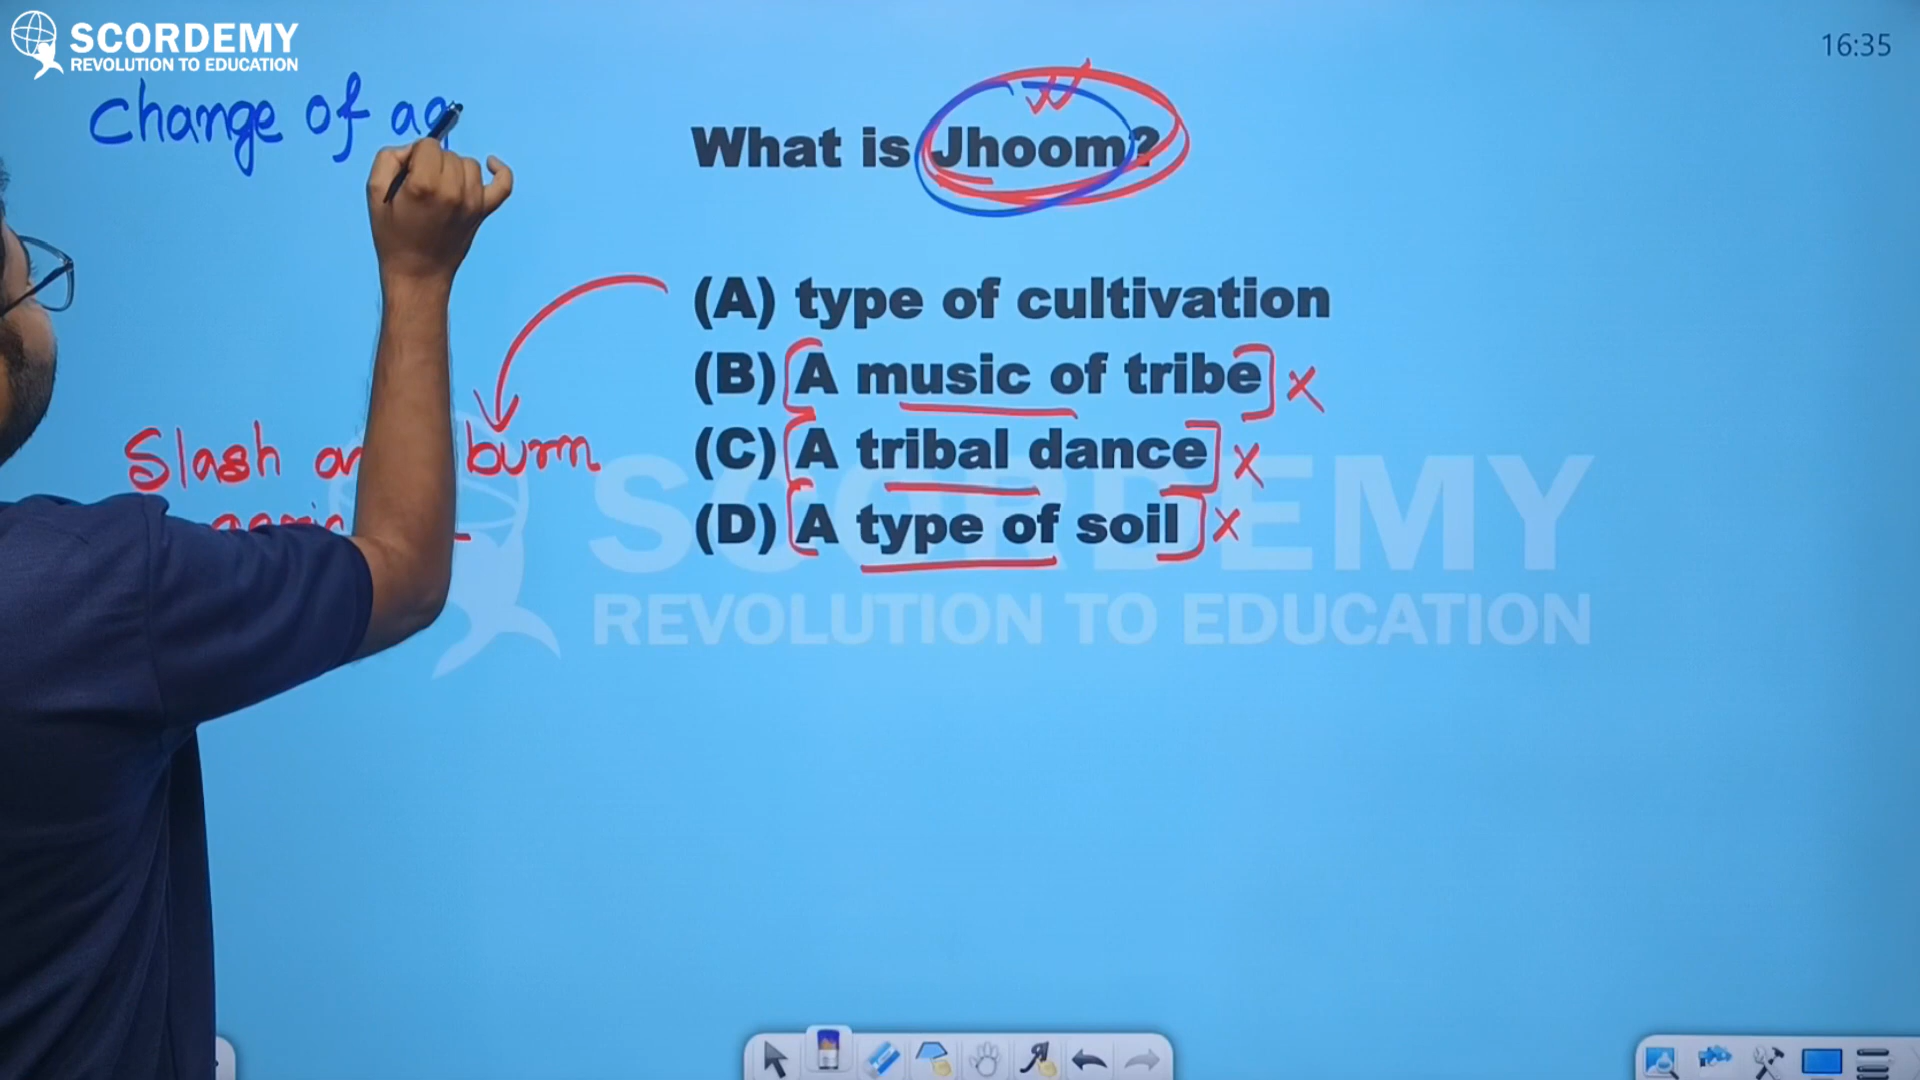 SCORDEMY
REVOLUTION TO EDUCATION
16:35
Change of ag
What is Jhoom?
(A) type of cultivation
(B) A music of tribe
(C) A tribal dance
(D) A type of soil
Slash burn
SCORDEMY
REVOLUTION TO EDUCATION